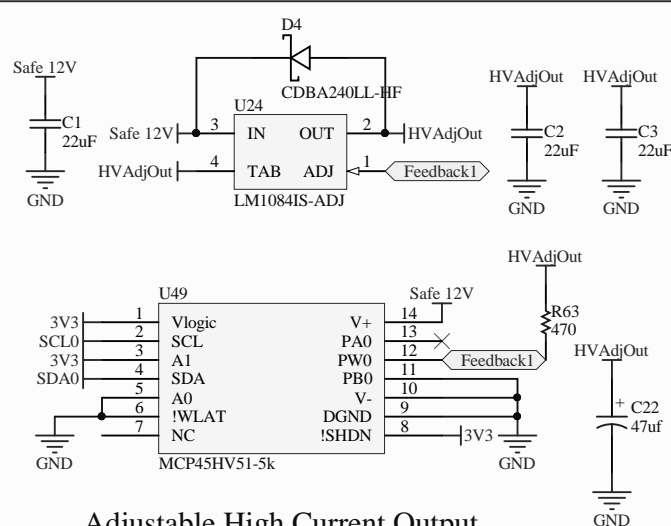 D4
CDBA240LL-HF
Safe 12V
C1
22uF
GND
U24
Safe 12V 3 IN OUT 2 HVAdjOut
HVAdjOut 4 TAB ADJ 1 Feedback1
LM1084IS-ADJ
HVAdjOut
C2
22uF
GND
HVAdjOut
C3
22uF
GND
U49
3V3 1 Vlogic
SCL0 2 SCL
3V3 3 A1
SDA0 4 SDA
5 A0
6 !WLAT
7 NC
GND
MCP45HV51-5k
Safe 12V
V+ 14
PA0 13
PW0 12 Feedback1
PB0 11
V- 10
DGND 9
!SHDN 8 3V3
GND
HVAdjOut
R63
470
HVAdjOut
+
C22
47uf
GND
Adjustable High Current Output